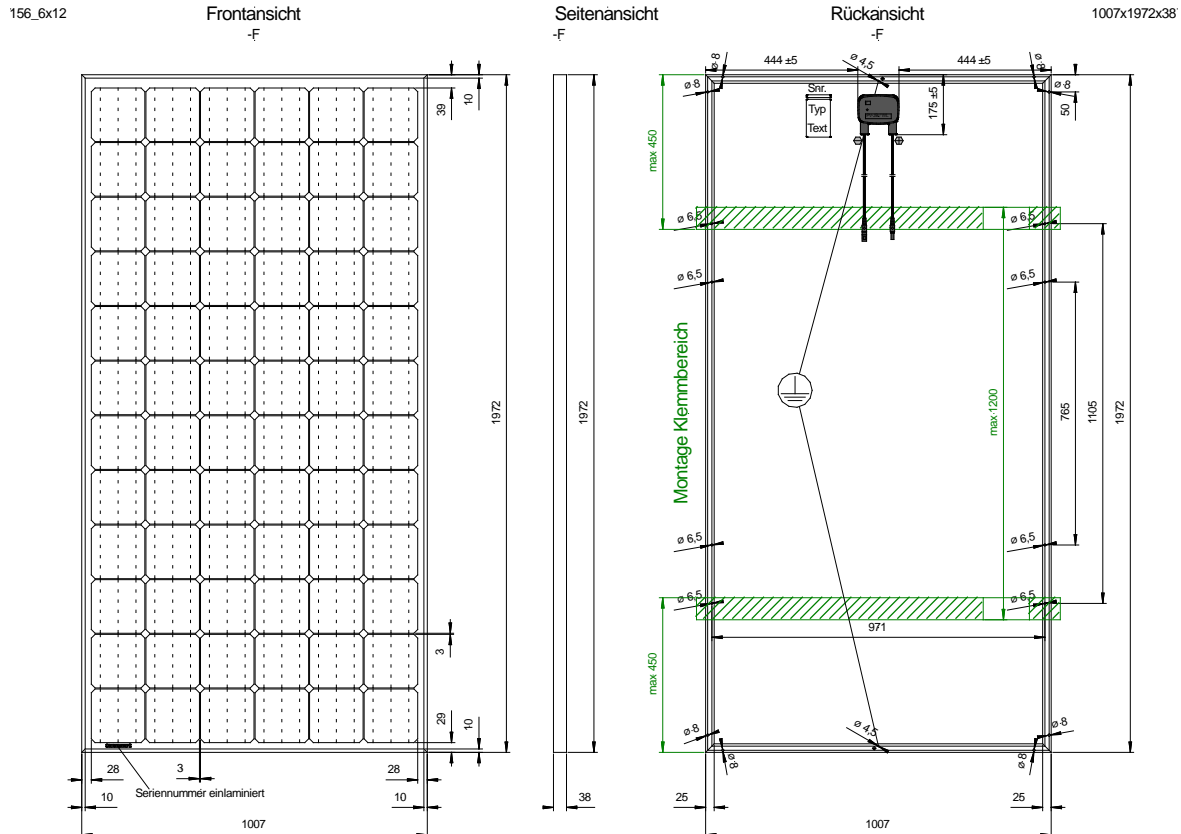 156_6x12
Frontansicht
-F
Seitenansicht
-F
Rückansicht
-F
1007x1972x38
39
10
1972
3
29
10
28
3
28
Seriennummer einlaminiert
10
10
1007
1972
38
ø 8
444 ±5
ø 4,5
444 ±5
ø 8
ø 8
ø 8
Snr.
Typ
Text
175 ±5
50
max 450
ø 6,5
ø 6,5
ø 6,5
ø 6,5
Montage Klemmbereich
max 1200
765
1105
1972
ø 6,5
ø 6,5
ø 6,5
ø 6,5
971
max 450
ø 8
ø 4,5
ø 8
ø 8
ø 8
25
25
1007